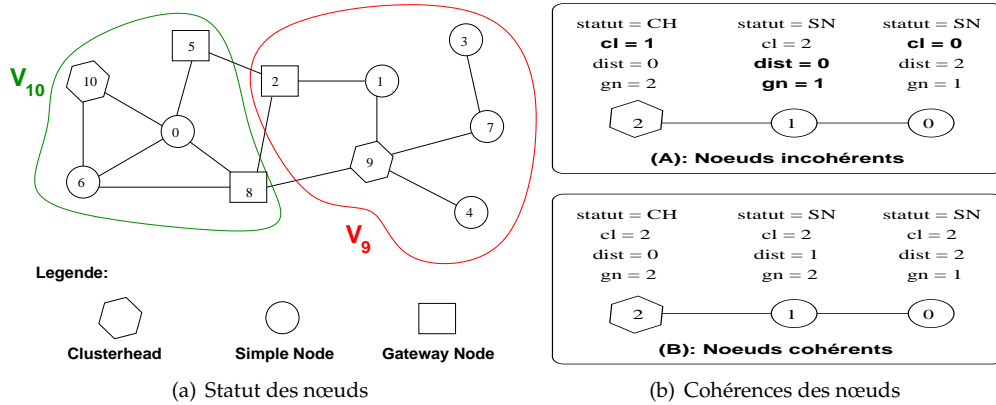 V10
10
5
0
6
8
2
1
3
7
9
4
V9
Legende:
Clusterhead
Simple Node
Gateway Node
(a) Statut des nœuds
statut = CH statut = SN statut = SN
cl = 1 cl = 2 cl = 0
dist = 0 dist = 0 dist = 2
gn = 2 gn = 1 gn = 1
2 1 0
(A): Noeuds incohérents
statut = CH statut = SN statut = SN
cl = 2 cl = 2 cl = 2
dist = 0 dist = 1 dist = 2
gn = 2 gn = 2 gn = 1
2 1 0
(B): Noeuds cohérents
(b) Cohérences des nœuds